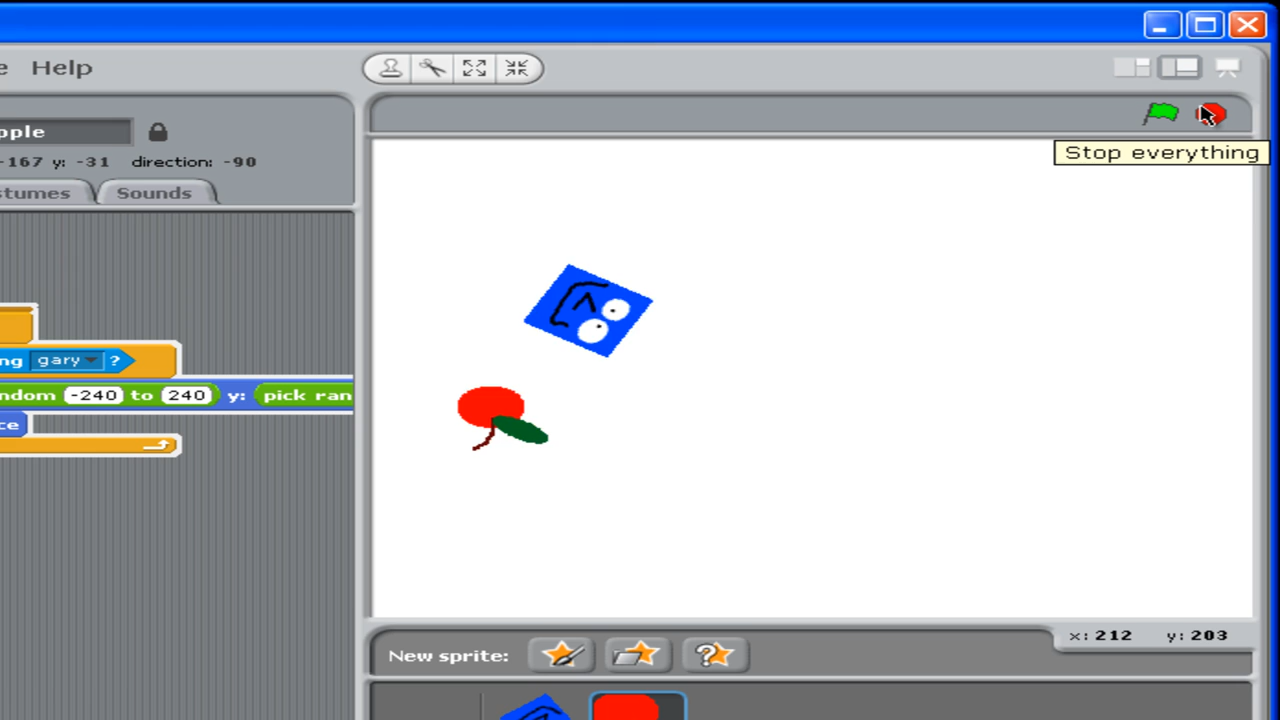 e Help
pple
-167 y: -31 direction: -90
stumes Sounds
Stop everything
ng gary ?
ndom -240 to 240 y: pick ran
ce
x: 212 y: 203
New sprite: